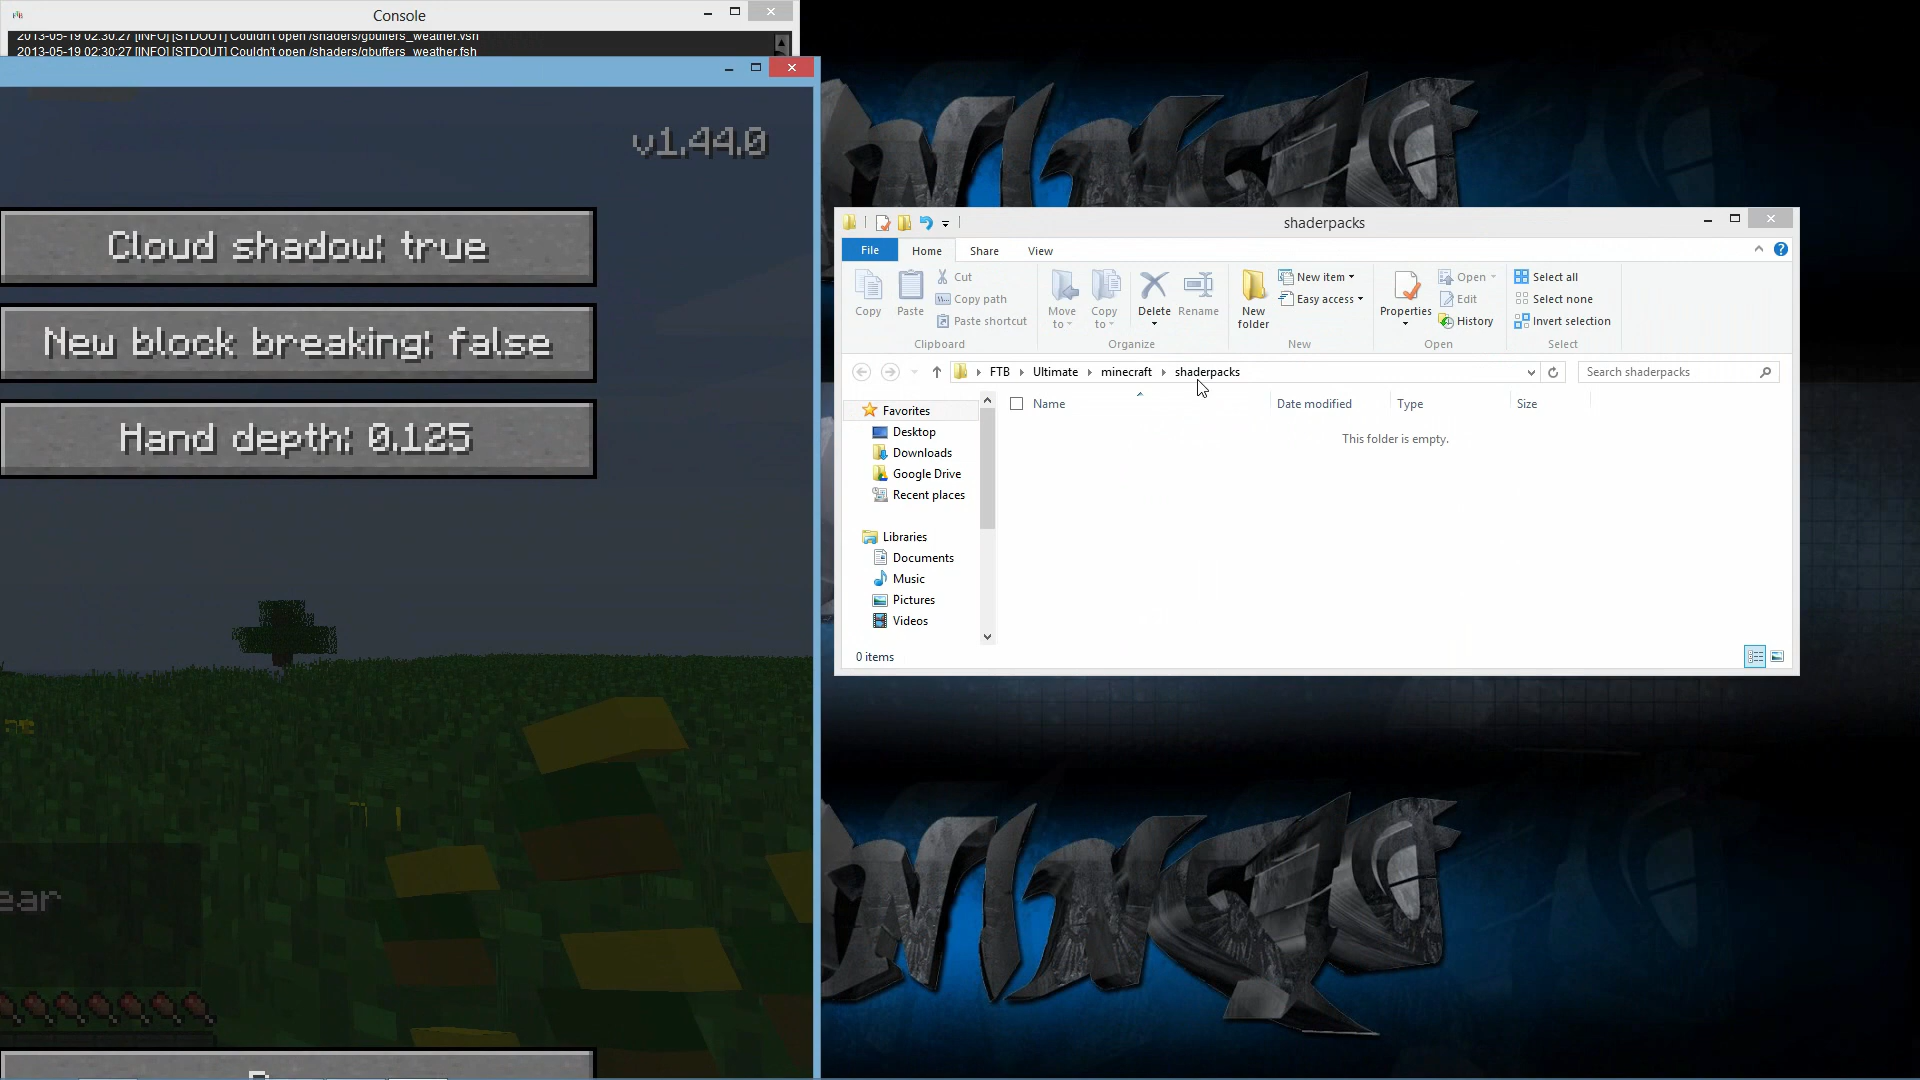 Console
2013-05-19 02:30:27 [INFO] [STDOUT] Couldn't open /shaders/gbuffers_weather.vsh
2013-05-19 02:30:27 [INFO] [STDOUT] Couldn't open /shaders/gbuffers_weather.fsh
v1.44.0
Cloud shadow: true
New block breaking: false
Hand depth: 0.125
ear
shaderpacks
File Home Share View
Copy
Paste
Cut
Copy path
Paste shortcut
Clipboard
Move to
Copy to
Delete
Rename
Organize
New folder
New item
Easy access
New
Properties
Open
Edit
History
Open
Select all
Select none
Invert selection
Select
FTB Ultimate minecraft shaderpacks
Search shaderpacks
Name Date modified Type Size
This folder is empty.
Favorites
Desktop
Downloads
Google Drive
Recent places
Libraries
Documents
Music
Pictures
Videos
0 items